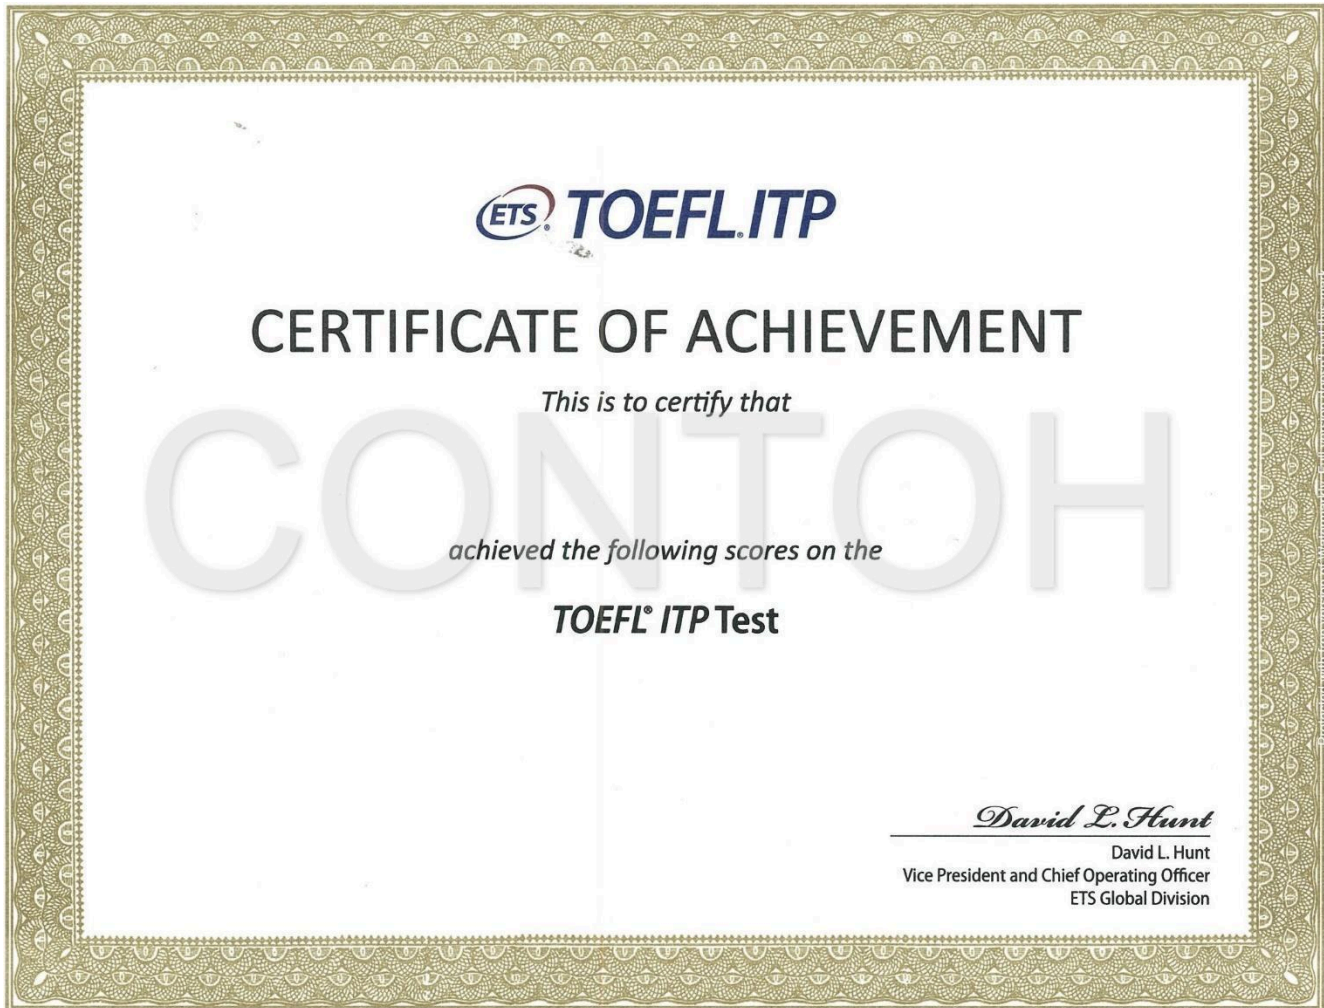 ETS® TOEFL® ITP
CERTIFICATE OF ACHIEVEMENT
This is to certify that
CONTOH
achieved the following scores on the
TOEFL® ITP Test
David L. Hunt
David L. Hunt
Vice President and Chief Operating Officer
ETS Global Division